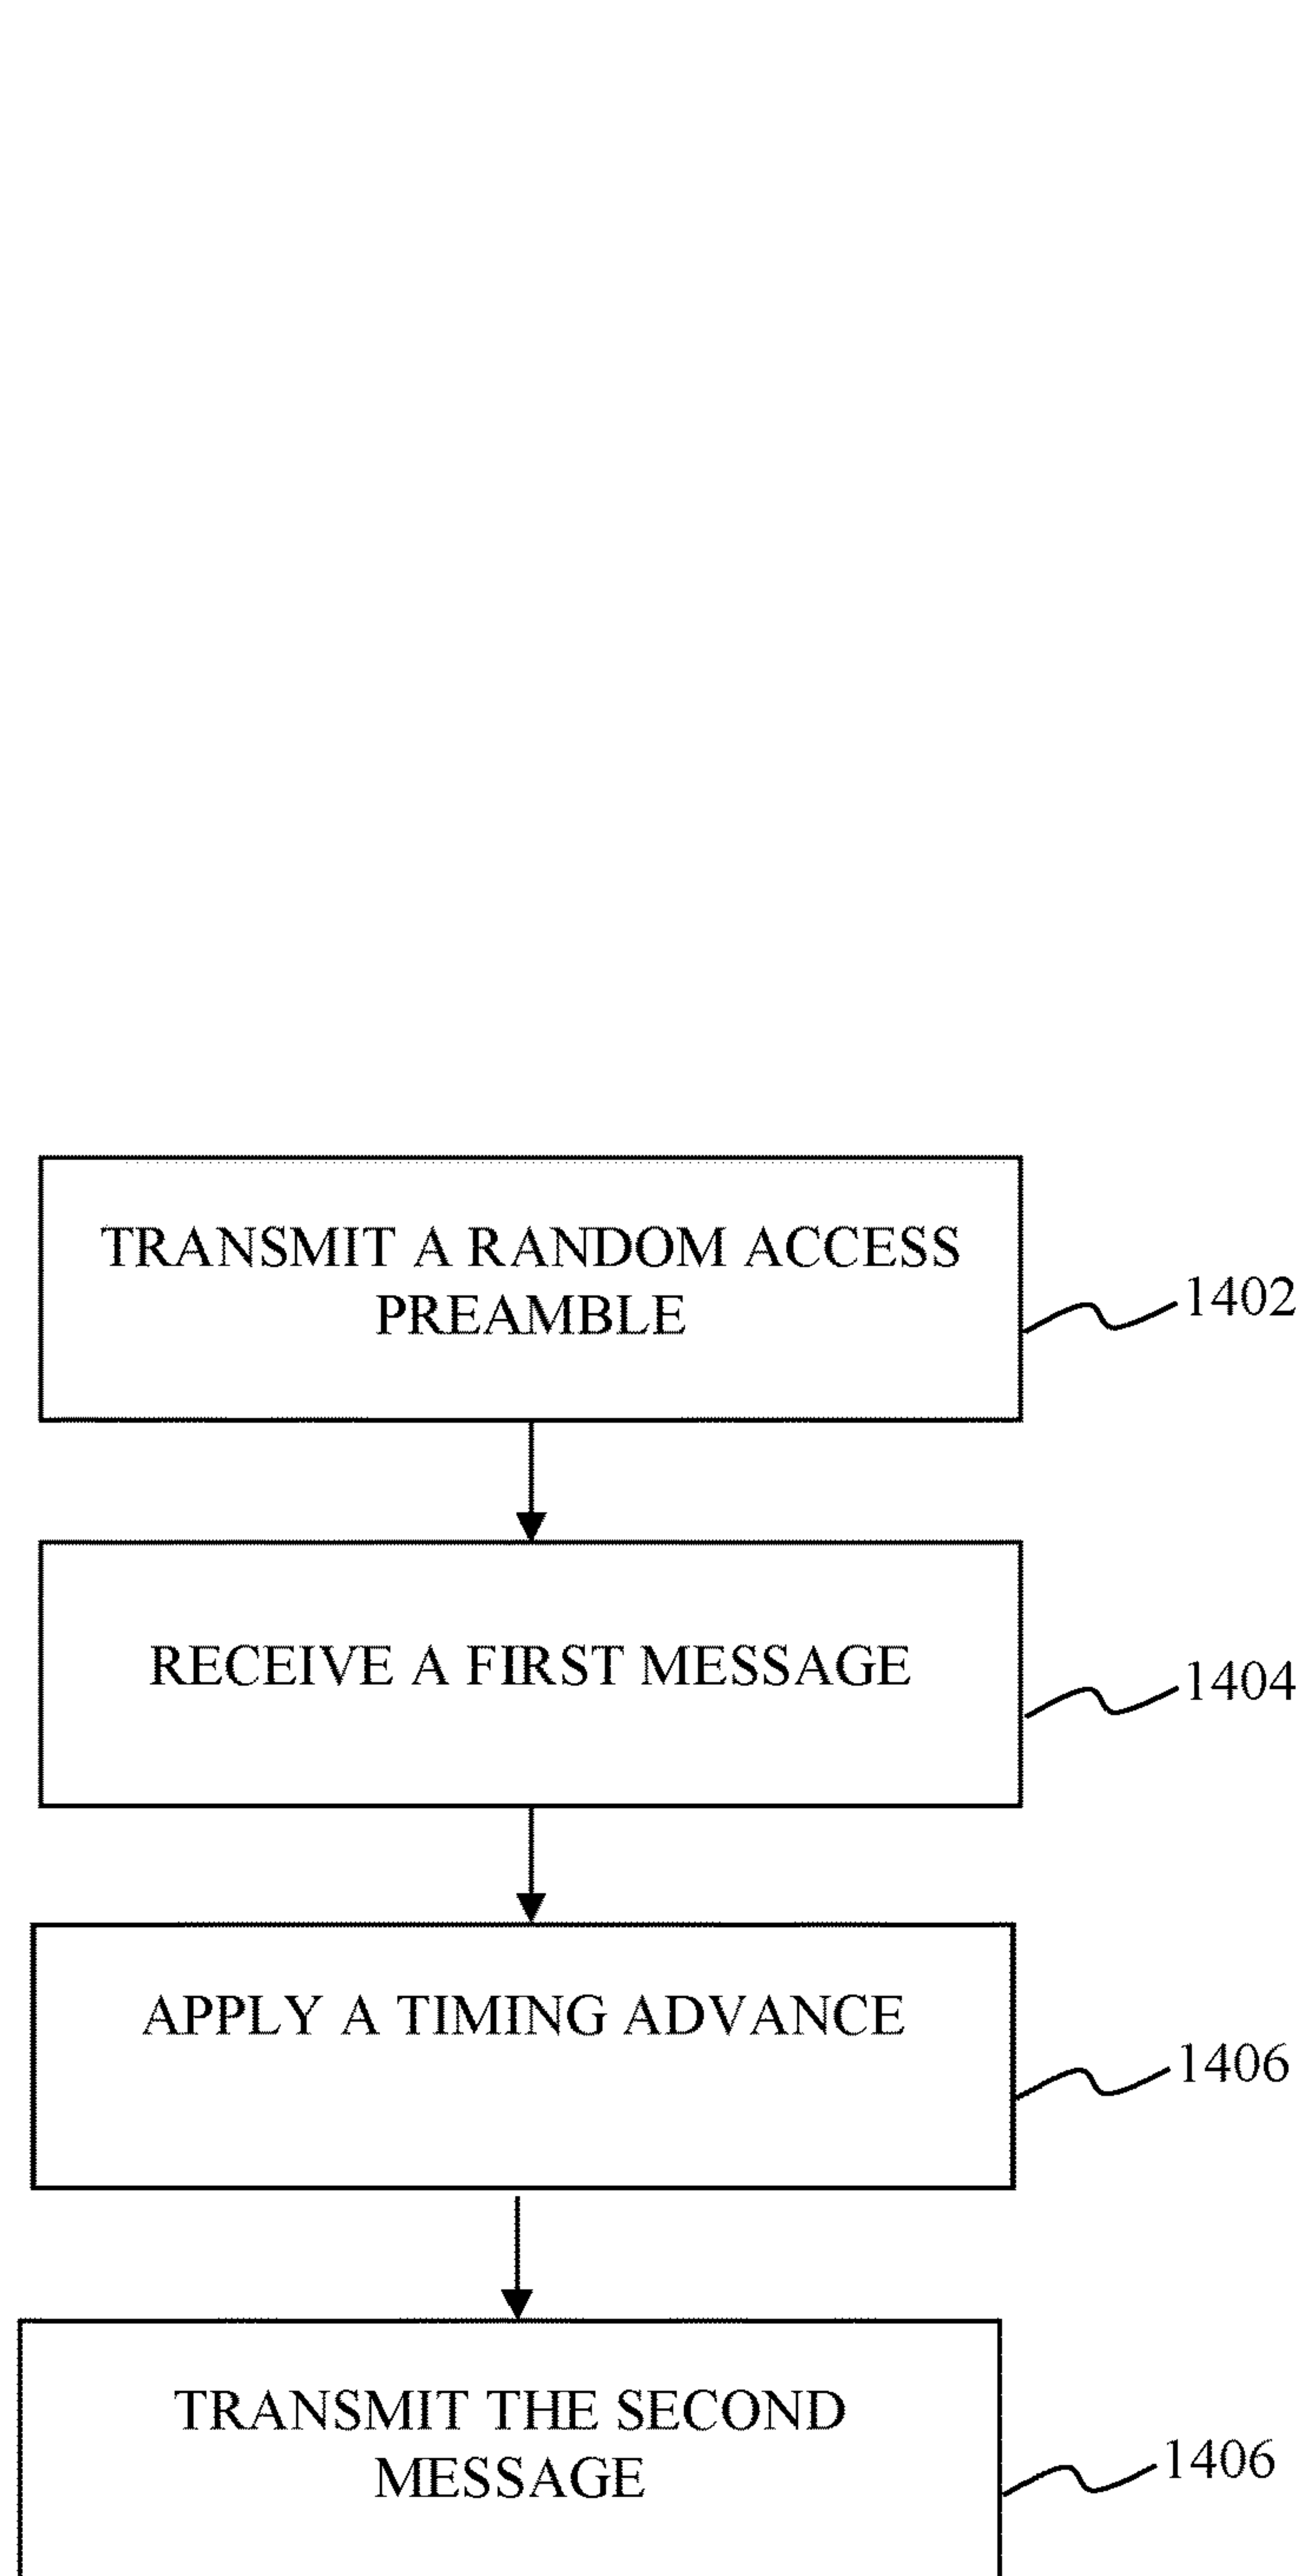 TRANSMIT A RANDOM ACCESS
PREAMBLE
1402
RECEIVE A FIRST MESSAGE
1404
APPLY A TIMING ADVANCE
1406
TRANSMIT THE SECOND
MESSAGE
1406